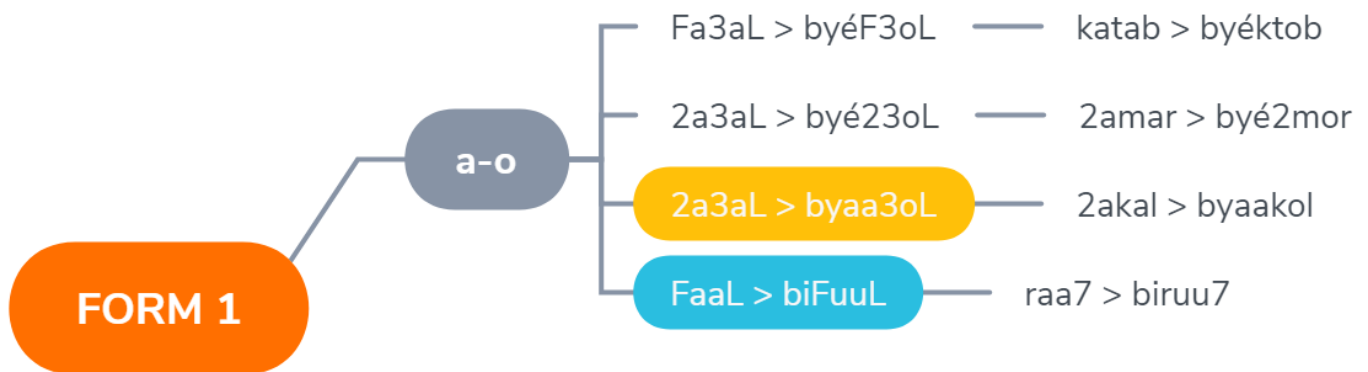 Fa3aL > byéF3oL
katab > byéktob
2a3aL > byé23oL
2amar > byé2mor
a-o
2a3aL > byaa3oL
2akal > byaakol
FaaL > biFuuL
raa7 > biruu7
FORM 1